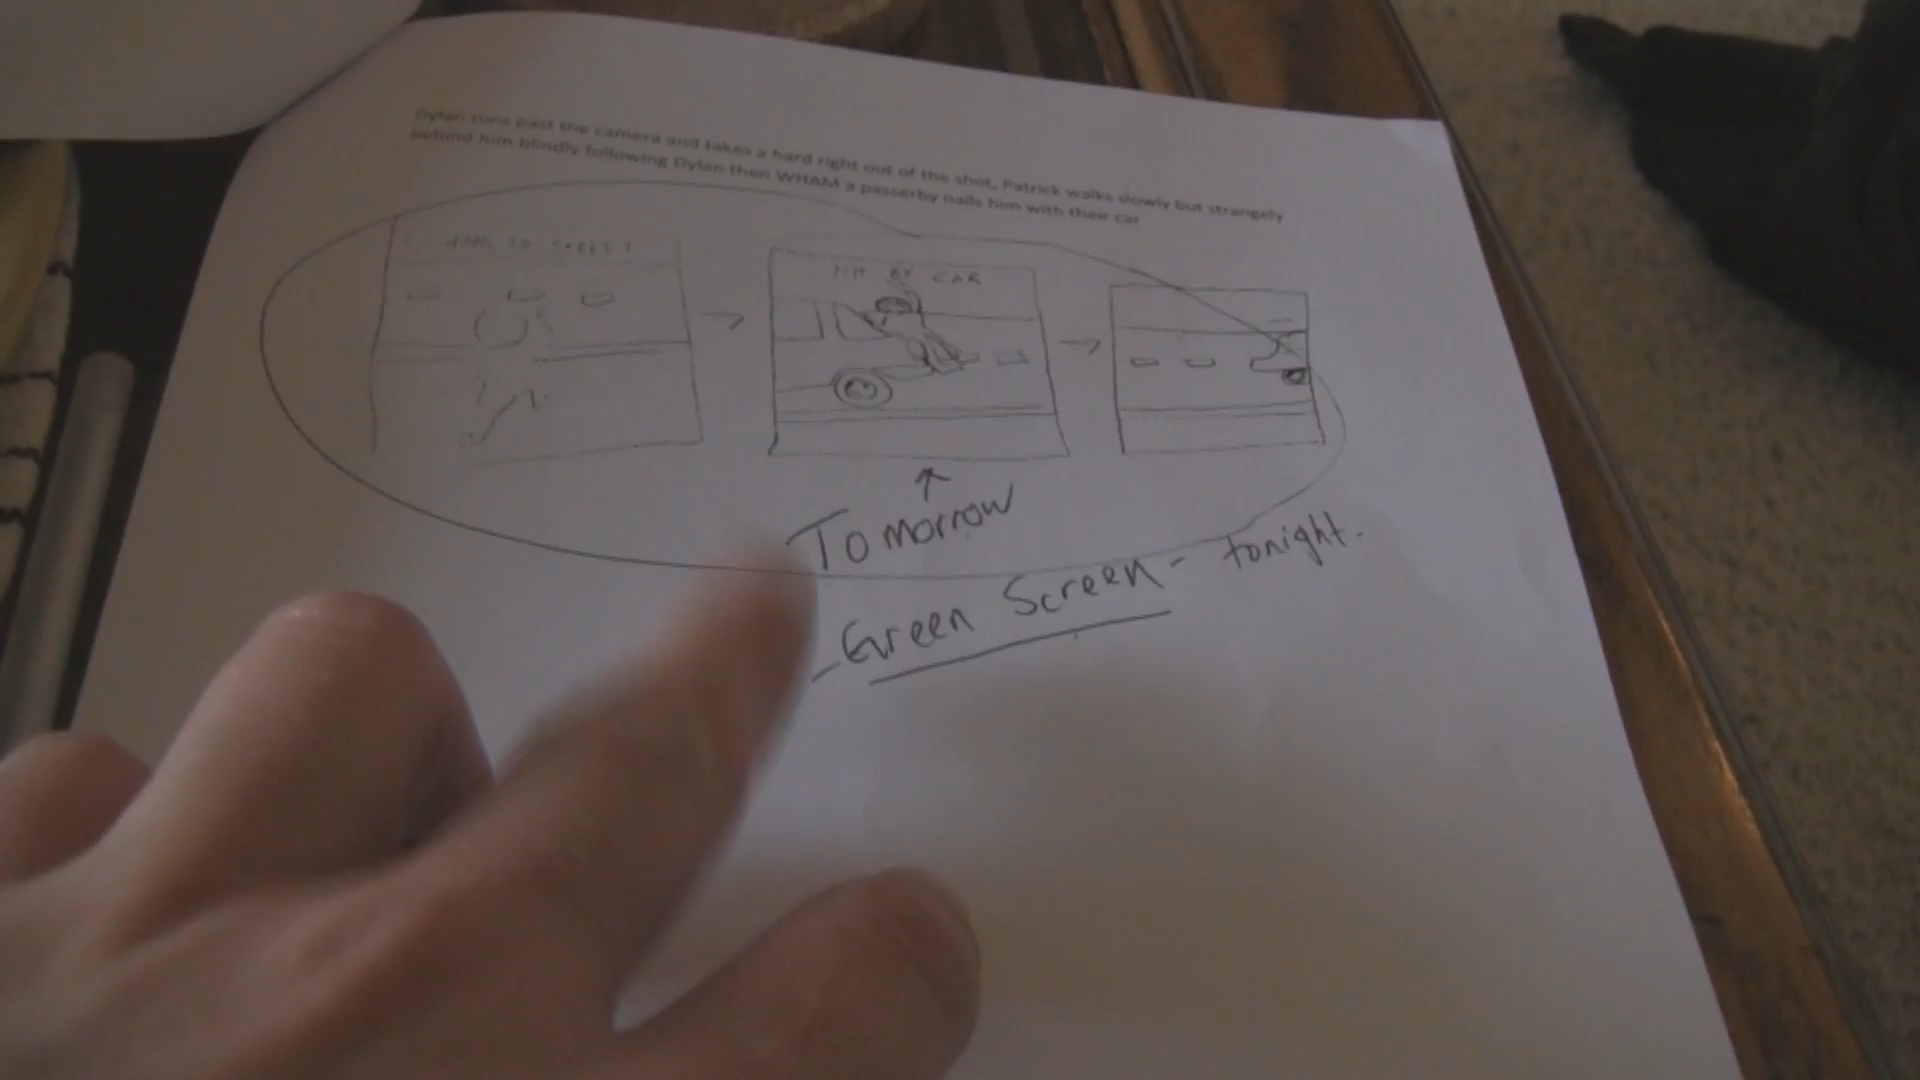 Dylan runs past the camera and takes a hard right out of the shot, Patrick walks slowly but strangely
behind him blindly following Dylan then WHAM a passerby nails him with their car
TO STREET
HIT BY CAR
Tomorrow
- Green Screen - tonight.